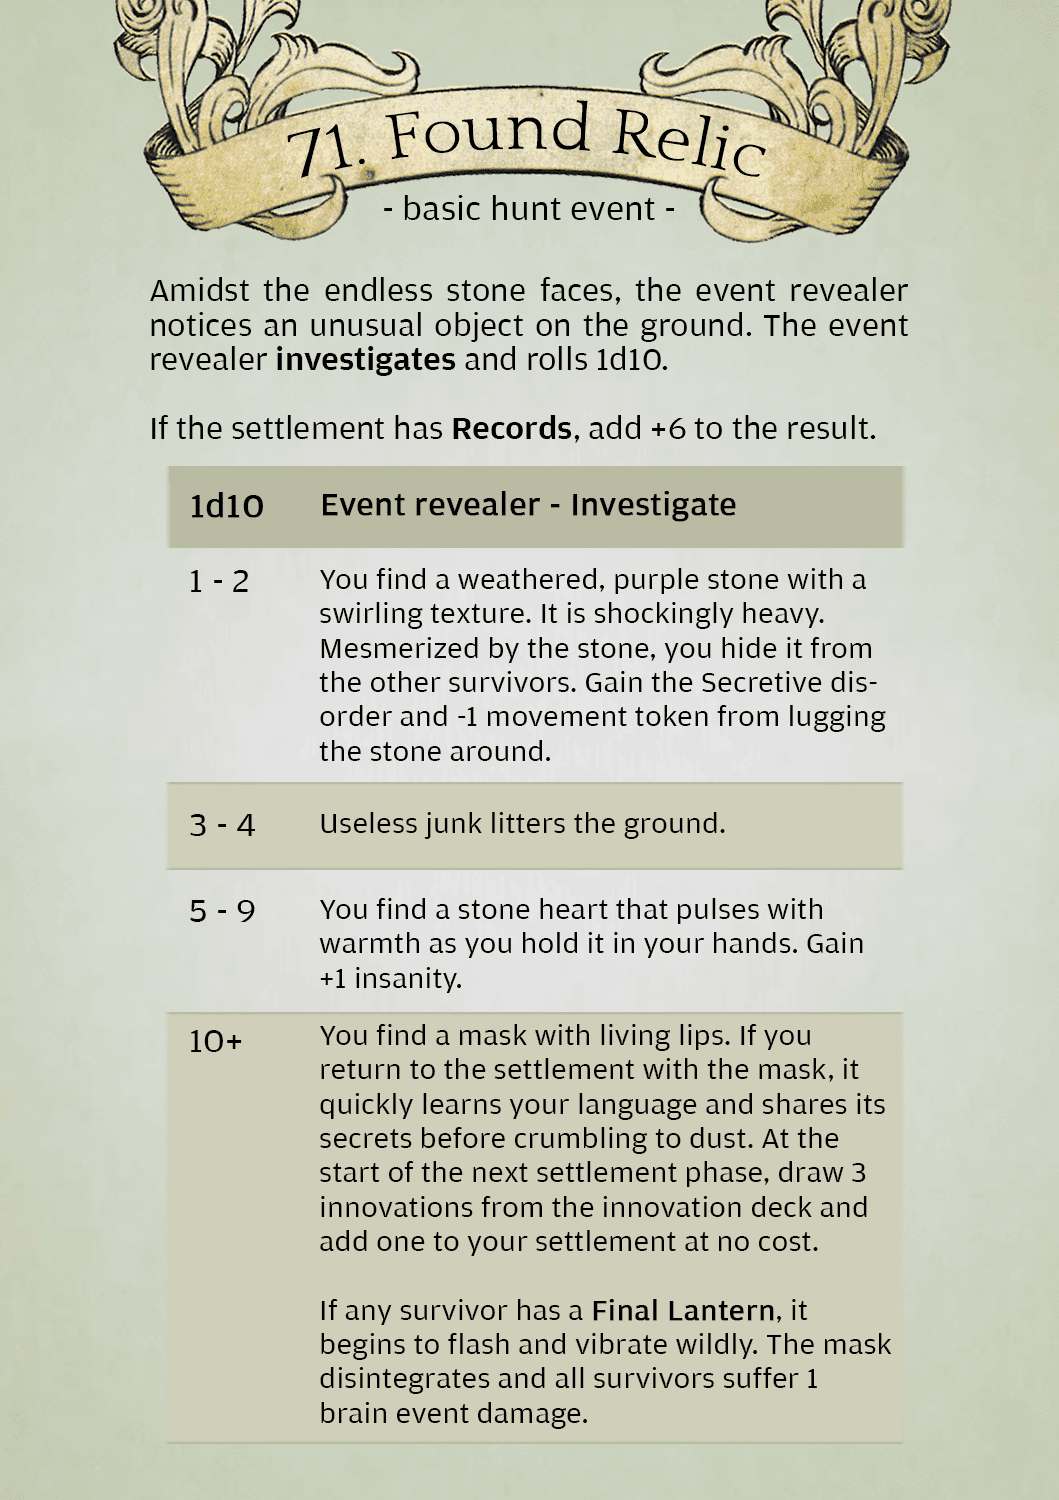 71. Found Relic
- basic hunt event -
Amidst the endless stone faces, the event revealer
notices an unusual object on the ground. The event
revealer investigates and rolls 1d10.
If the settlement has Records, add +6 to the result.
1d10 Event revealer - Investigate
1 - 2 You find a weathered, purple stone with a
swirling texture. It is shockingly heavy.
Mesmerized by the stone, you hide it from
the other survivors. Gain the Secretive dis-
order and -1 movement token from lugging
the stone around.
3 - 4 Useless junk litters the ground.
5 - 9 You find a stone heart that pulses with
warmth as you hold it in your hands. Gain
+1 insanity.
10+ You find a mask with living lips. If you
return to the settlement with the mask, it
quickly learns your language and shares its
secrets before crumbling to dust. At the
start of the next settlement phase, draw 3
innovations from the innovation deck and
add one to your settlement at no cost.
If any survivor has a Final Lantern, it
begins to flash and vibrate wildly. The mask
disintegrates and all survivors suffer 1
brain event damage.